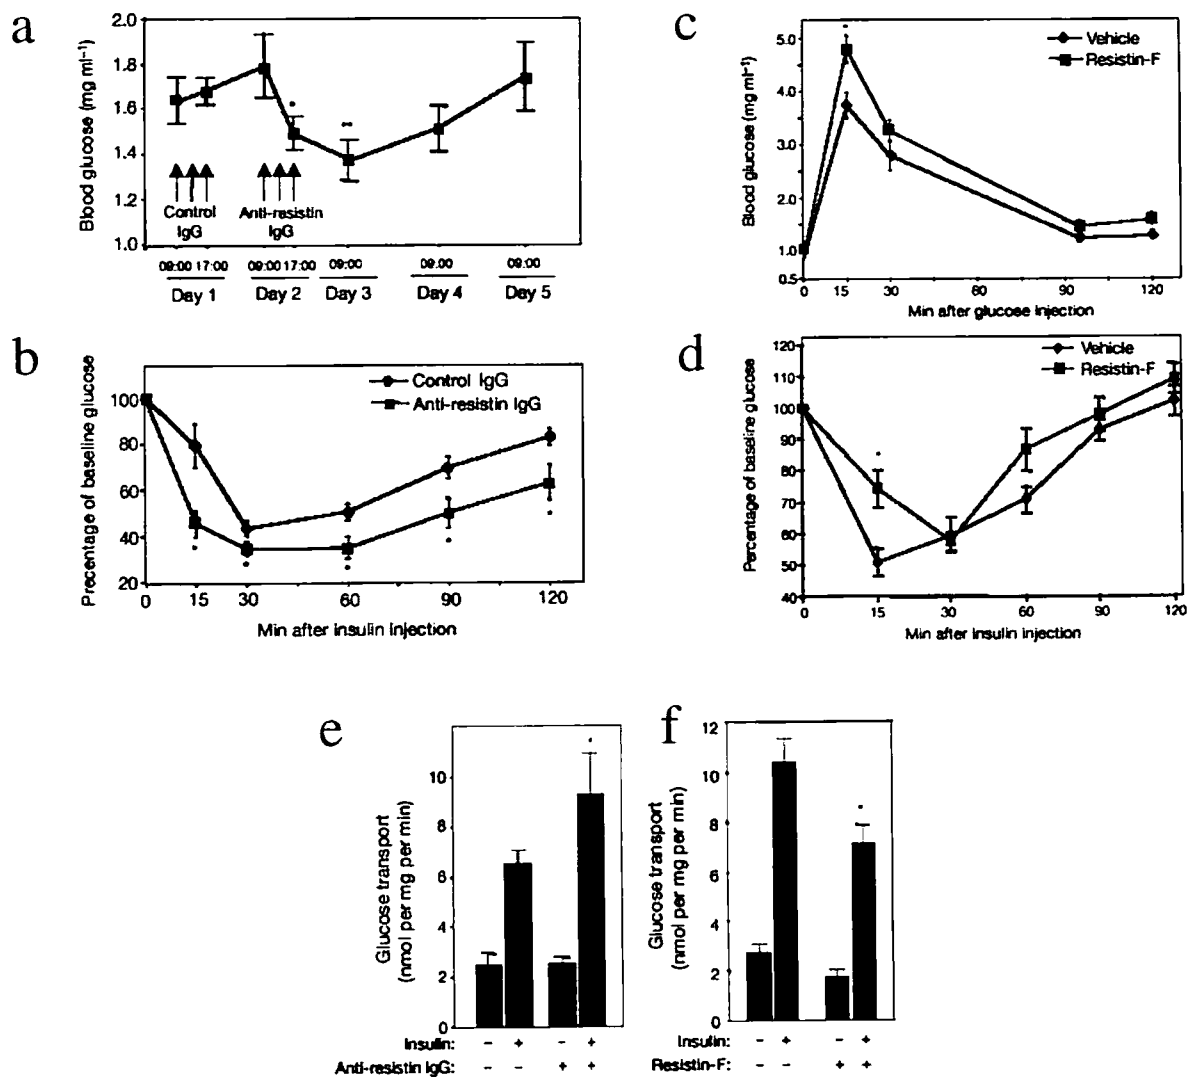 a
2.0
1.8
1.6
1.4
1.2
1.0
Blood glucose (mg ml⁻¹)
Control
IgG
Anti-resistin
IgG
09:00 17:00
09:00 17:00
09:00
09:00
09:00
Day 1
Day 2
Day 3
Day 4
Day 5
b
Precentage of baseline glucose
100
80
60
40
20
Control IgG
Anti-resistin IgG
0 15 30 60 90 120
Min after insulin injection
c
Blood glucose (mg ml⁻¹)
5.0
4.0
3.0
2.0
1.0
0.5
Vehicle
Resistin-F
0 15 30 60 90 120
Min after glucose injection
d
Percentage of baseline glucose
120
110
100
90
80
70
60
50
40
Vehicle
Resistin-F
0 15 30 60 90 120
Min after insulin injection
e
Glucose transport
(nmol per mg per min)
10
8
6
4
2
0
Insulin: - + - +
Anti-resistin IgG: - - + +
f
Glucose transport
(nmol per mg per min)
12
10
8
6
4
2
0
Insulin: - + - +
Resistin-F: - - + +